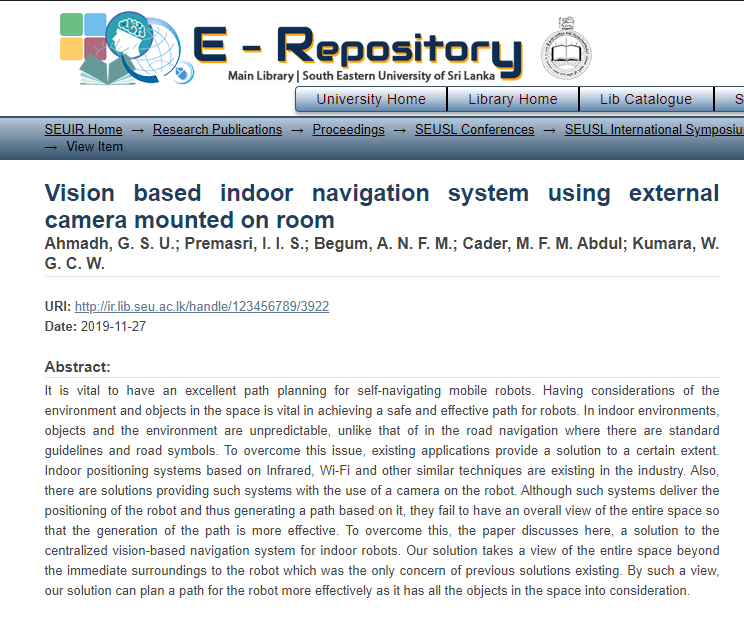 E - Repository
Main Library | South Eastern University of Sri Lanka
University Home
Library Home
Lib Catalogue
S
SEUIR Home → Research Publications → Proceedings → SEUSL Conferences → SEUSL International Symposiu
→ View Item
Vision based indoor navigation system using external
camera mounted on room
Ahmadh, G. S. U.; Premasri, I. I. S.; Begum, A. N. F. M.; Cader, M. F. M. Abdul; Kumara, W.
G. C. W.
URI: http://ir.lib.seu.ac.lk/handle/123456789/3922
Date: 2019-11-27
Abstract:
It is vital to have an excellent path planning for self-navigating mobile robots. Having considerations of the
environment and objects in the space is vital in achieving a safe and effective path for robots. In indoor environments,
objects and the environment are unpredictable, unlike that of in the road navigation where there are standard
guidelines and road symbols. To overcome this issue, existing applications provide a solution to a certain extent.
Indoor positioning systems based on Infrared, Wi-Fi and other similar techniques are existing in the industry. Also,
there are solutions providing such systems with the use of a camera on the robot. Although such systems deliver the
positioning of the robot and thus generating a path based on it, they fail to have an overall view of the entire space so
that the generation of the path is more effective. To overcome this, the paper discusses here, a solution to the
centralized vision-based navigation system for indoor robots. Our solution takes a view of the entire space beyond
the immediate surroundings to the robot which was the only concern of previous solutions existing. By such a view,
our solution can plan a path for the robot more effectively as it has all the objects in the space into consideration.